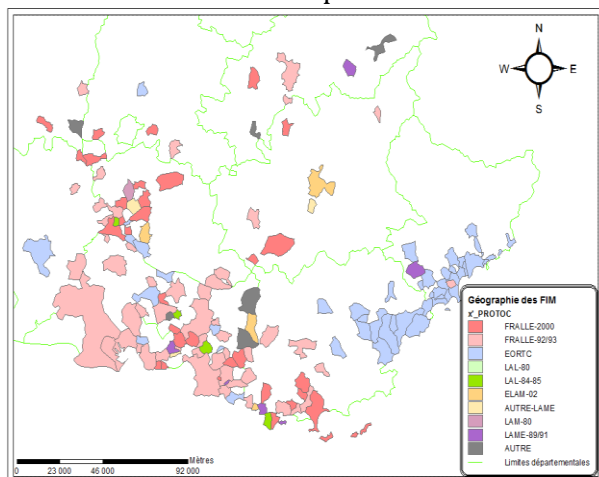 N
W E
S
Géographie des FIM
x'_PROTOC
FRALLE-2000
FRALLE-92/93
EORTC
LAL-80
LAL-84-85
ELAM-02
AUTRE-LAME
LAM-80
LAME-89/91
AUTRE
Limites départementales
Mètres
0 23 000 46 000 92 000